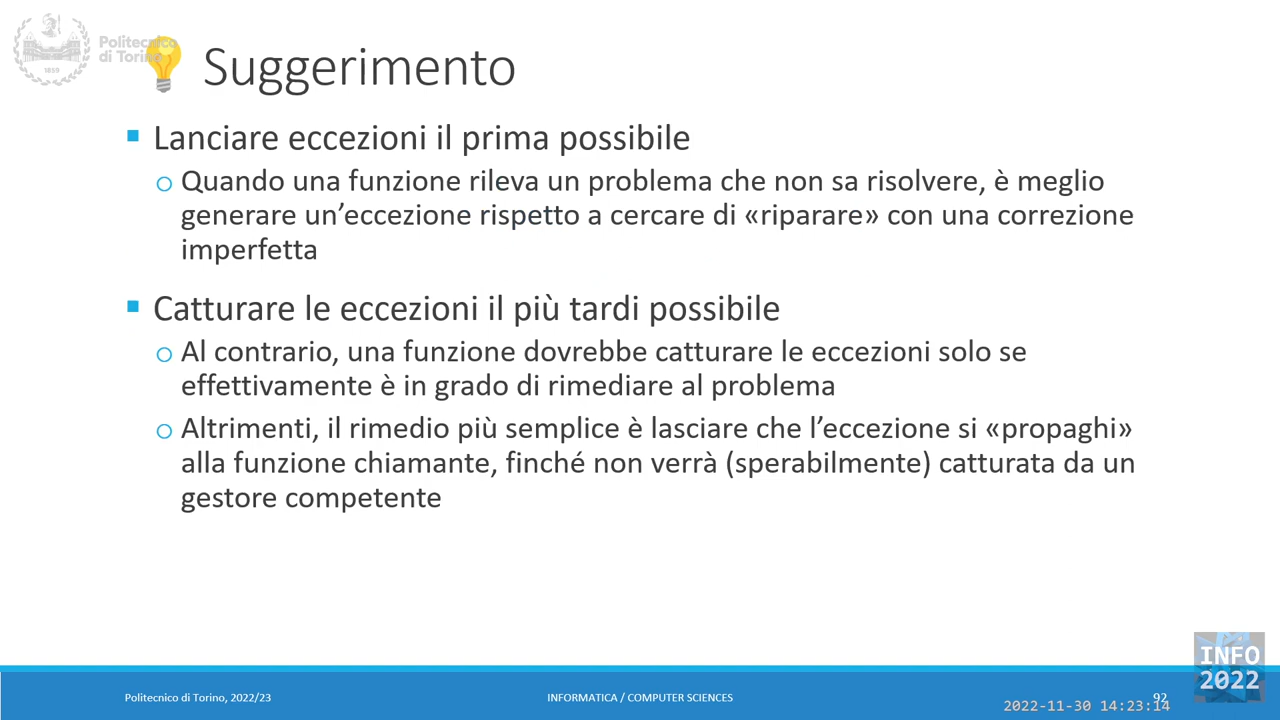 Politecnico
di Torino
1859
Suggerimento
Lanciare eccezioni il prima possibile
Quando una funzione rileva un problema che non sa risolvere, è meglio
generare un’eccezione rispetto a cercare di «riparare» con una correzione
imperfetta
Catturare le eccezioni il più tardi possibile
Al contrario, una funzione dovrebbe catturare le eccezioni solo se
effettivamente è in grado di rimediare al problema
Altrimenti, il rimedio più semplice è lasciare che l’eccezione si «propaghi»
alla funzione chiamante, finché non verrà (sperabilmente) catturata da un
gestore competente
INFO
2022
Politecnico di Torino, 2022/23
INFORMATICA / COMPUTER SCIENCES
92
2022-11-30 14:23:14